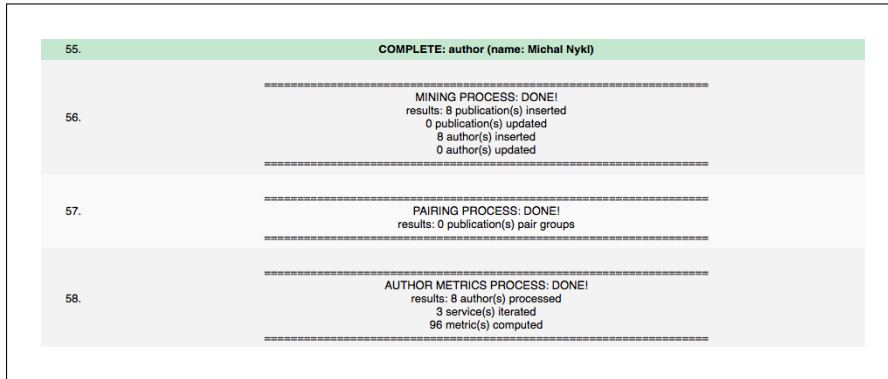 55. COMPLETE: author (name: Michal Nykl)
====================================================================
MINING PROCESS: DONE!
results: 8 publication(s) inserted
0 publication(s) updated
56.
8 author(s) inserted
0 author(s) updated
====================================================================
====================================================================
57. PAIRING PROCESS: DONE!
results: 0 publication(s) pair groups
====================================================================
====================================================================
AUTHOR METRICS PROCESS: DONE!
58. results: 8 author(s) processed
3 service(s) iterated
96 metric(s) computed
====================================================================